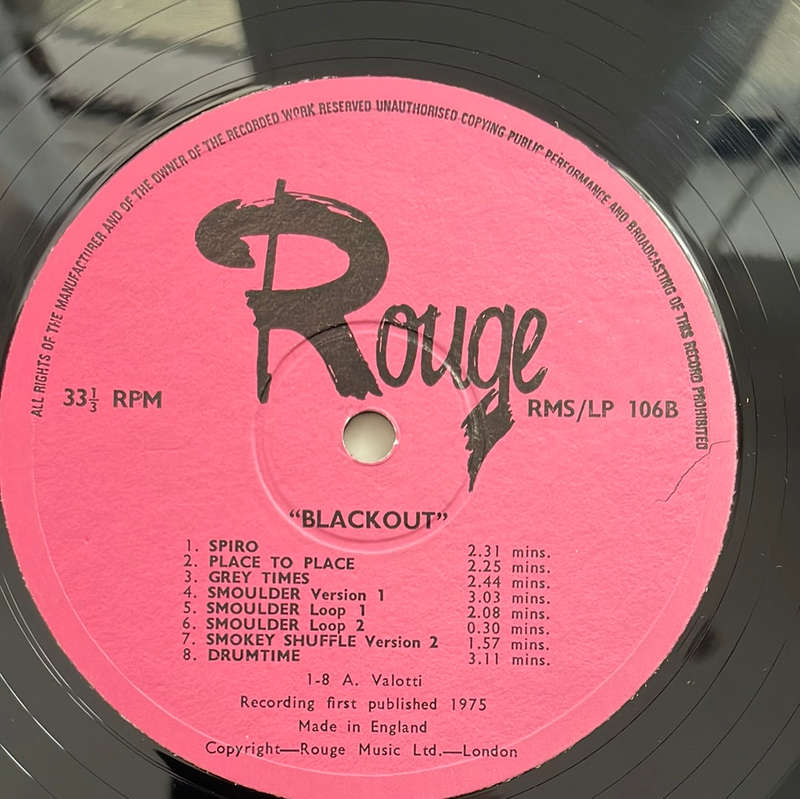 ALL RIGHTS OF THE MANUFACTURER AND OF THE OWNER OF THE RECORDED WORK RESERVED UNAUTHORISED COPYING PUBLIC PERFORMANCE AND BROADCASTING OF THIS RECORD PROHIBITED
Rouge
33⅓ RPM
RMS/LP 106B
“BLACKOUT”
1. SPIRO 2.31 mins.
2. PLACE TO PLACE 2.25 mins.
3. GREY TIMES 2.44 mins.
4. SMOULDER Version 1 3.03 mins.
5. SMOULDER Loop 1 2.08 mins.
6. SMOULDER Loop 2 0.30 mins.
7. SMOKEY SHUFFLE Version 2 1.57 mins.
8. DRUMTIME 3.11 mins.
1-8 A. Valotti
Recording first published 1975
Made in England
Copyright—Rouge Music Ltd.—London